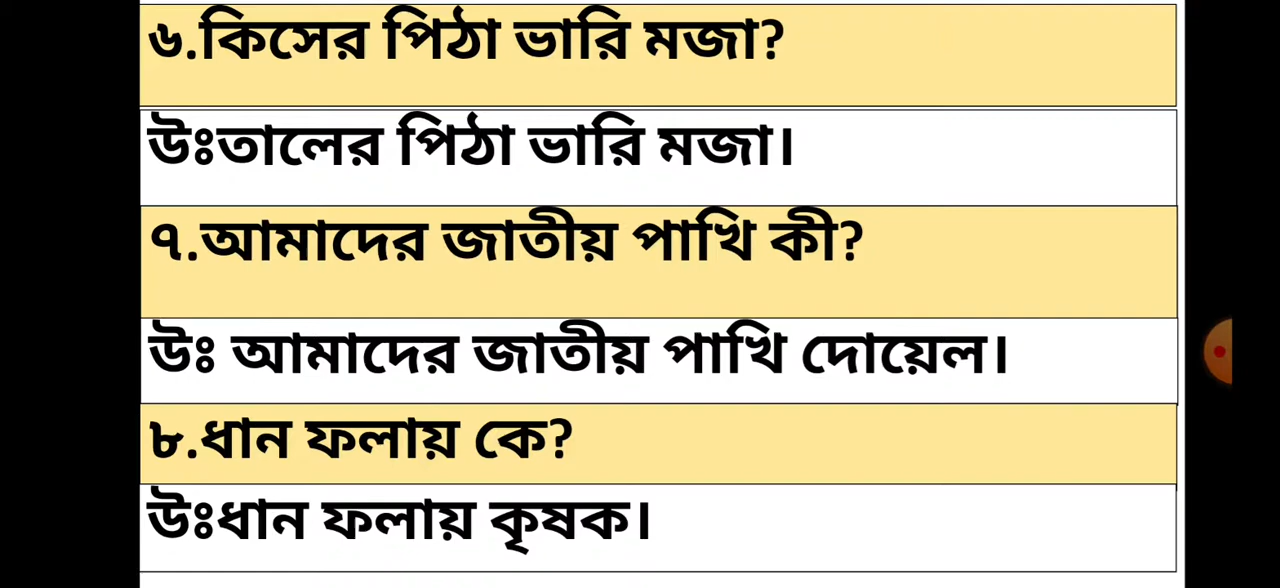 ৬.কিসের পিঠা ভারি মজা?
উঃতালের পিঠা ভারি মজা।
৭.আমাদের জাতীয় পাখি কী?
উঃ আমাদের জাতীয় পাখি দোয়েল।
৮.ধান ফলায় কে?
উঃধান ফলায় কৃষক।